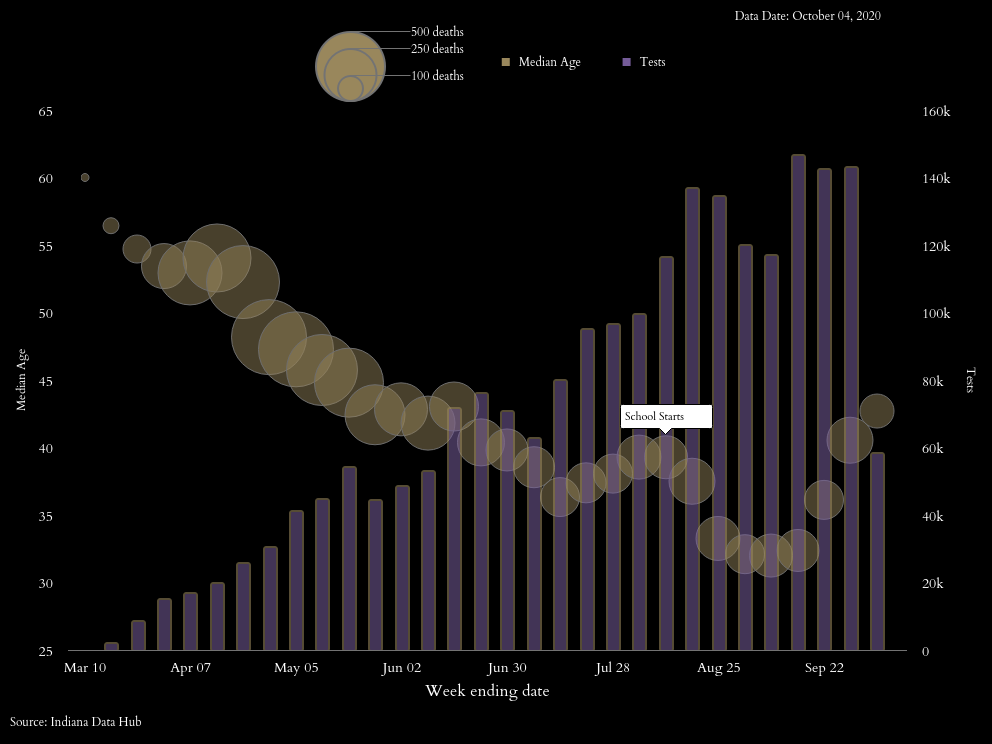 Data Date: October 04, 2020
500 deaths
250 deaths
100 deaths
Median Age
Tests
65
60
55
50
45
40
35
30
25
Median Age
160k
140k
120k
100k
80k
60k
40k
20k
0
Tests
School Starts
Mar 10 Apr 07 May 05 Jun 02 Jun 30 Jul 28 Aug 25 Sep 22
Week ending date
Source: Indiana Data Hub